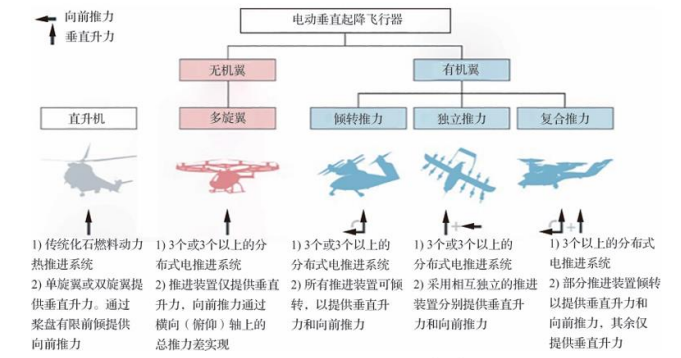 向前推力
垂直升力
电动垂直起降飞行器
无机翼
有机翼
直升机
多旋翼
倾转推力
独立推力
复合推力
1) 传统化石燃料动力
热推进系统
2) 单旋翼或双旋翼提
供垂直升力。通过
桨盘有限前倾提供
向前推力
1) 3个或3个以上的分
布式电推进系统
2) 推进装置仅提供垂直
升力，向前推力通过
横向（俯仰）轴上的
总推力差实现
1) 3个或3个以上的
分布式电推进系统
2) 所有推进装置可倾
转，以提供垂直升
力和向前推力
1) 3个或3个以上的
分布式电推进系统
2) 采用相互独立的推进
装置分别提供垂直升
力和向前推力
1) 3个以上的分布式
电推进系统
2) 部分推进装置倾转
以提供垂直升力和
向前推力，其余仅
提供垂直升力